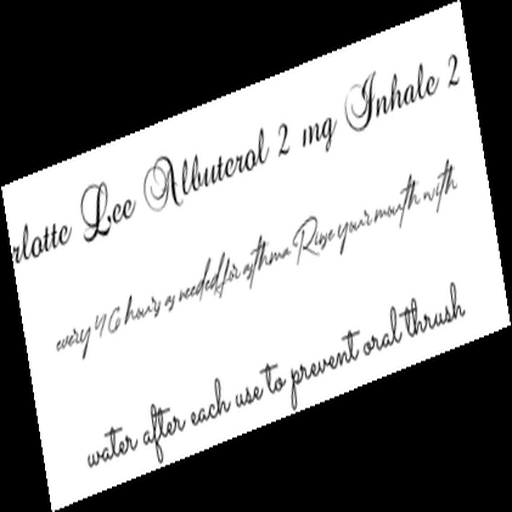 rlotte Lee Albuterol 2 mg Inhale 2
every 4 6 hours as needed for asthma Rinse your mouth with
water after each use to prevent oral thrush